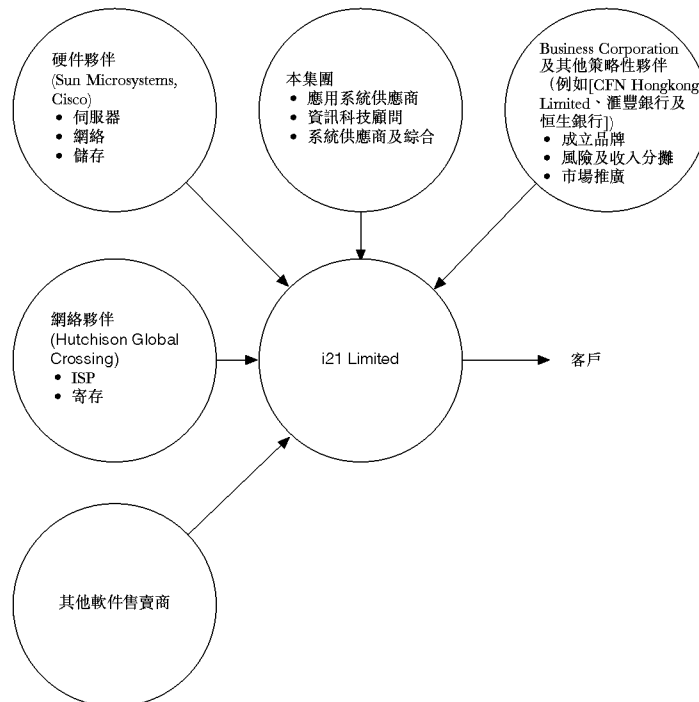 硬件夥伴
(Sun Microsystems,
Cisco)
• 伺服器
• 網絡
• 儲存
本集團
• 應用系統供應商
• 資訊科技顧問
• 系統供應商及綜合
Business Corporation
及其他策略性夥伴
（例如[CFN Hongkong
Limited、滙豐銀行及
恒生銀行])
• 成立品牌
• 風險及收入分攤
• 市場推廣
網絡夥伴
(Hutchison Global
Crossing)
• ISP
• 寄存
i21 Limited
客戶
其他軟件售賣商